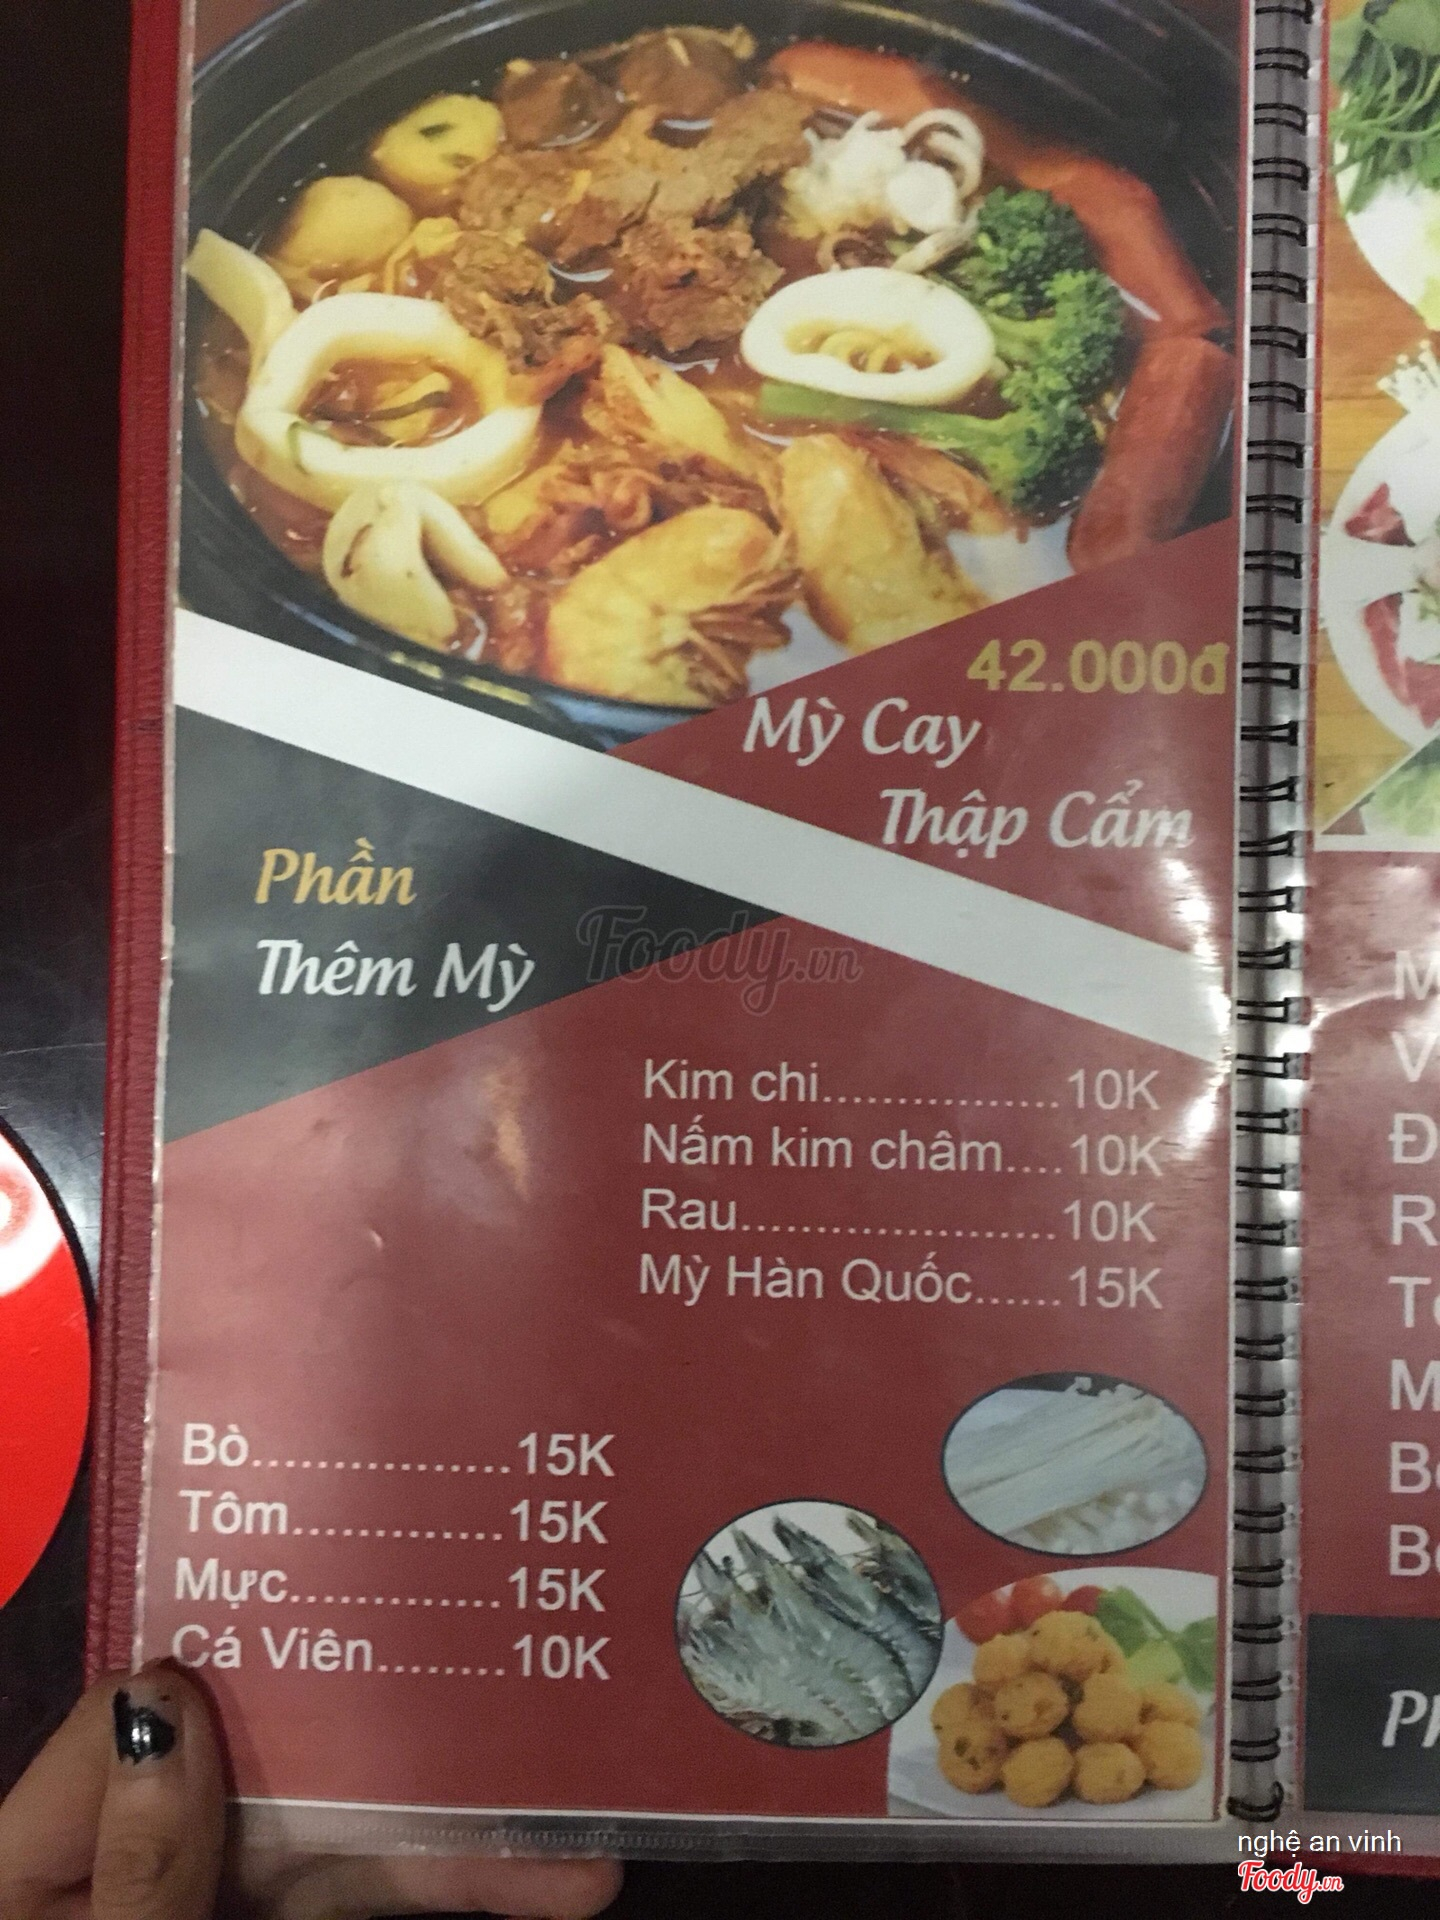 42.000đ
Mỳ Cay
Thập Cẩm
Phần
Thêm Mỳ
Foody.vn
Kim chi................10K
Nấm kim châm....10K
Rau.....................10K
Mỳ Hàn Quốc......15K
Bò.................15K
Tôm..............15K
Mực..............15K
Cá Viên.........10K
nghệ an vinh
Foody.vn